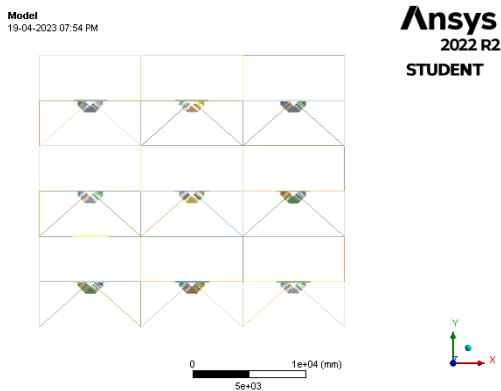 Model
19-04-2023 07:54 PM
Ansys
2022 R2
STUDENT
0
1e+04 (mm)
5e+03
Y
Z
X